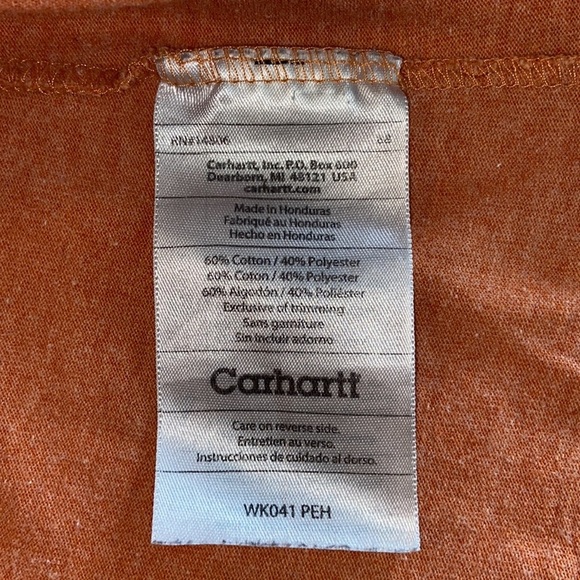 RN#14806 68
Carhartt, Inc. P.O. Box 600
Dearborn, MI 48121 USA
carhartt.com
Made in Honduras
Fabriqué au Honduras
Hecho en Honduras
60% Cotton / 40% Polyester
60% Coton / 40% Polyester
60% Algodón / 40% Poliéster
Exclusive of trimming
Sans garniture
Sin incluir adorno
Carhartt
Care on reverse side.
Entretien au verso.
Instrucciones de cuidado al dorso.
WK041 PEH